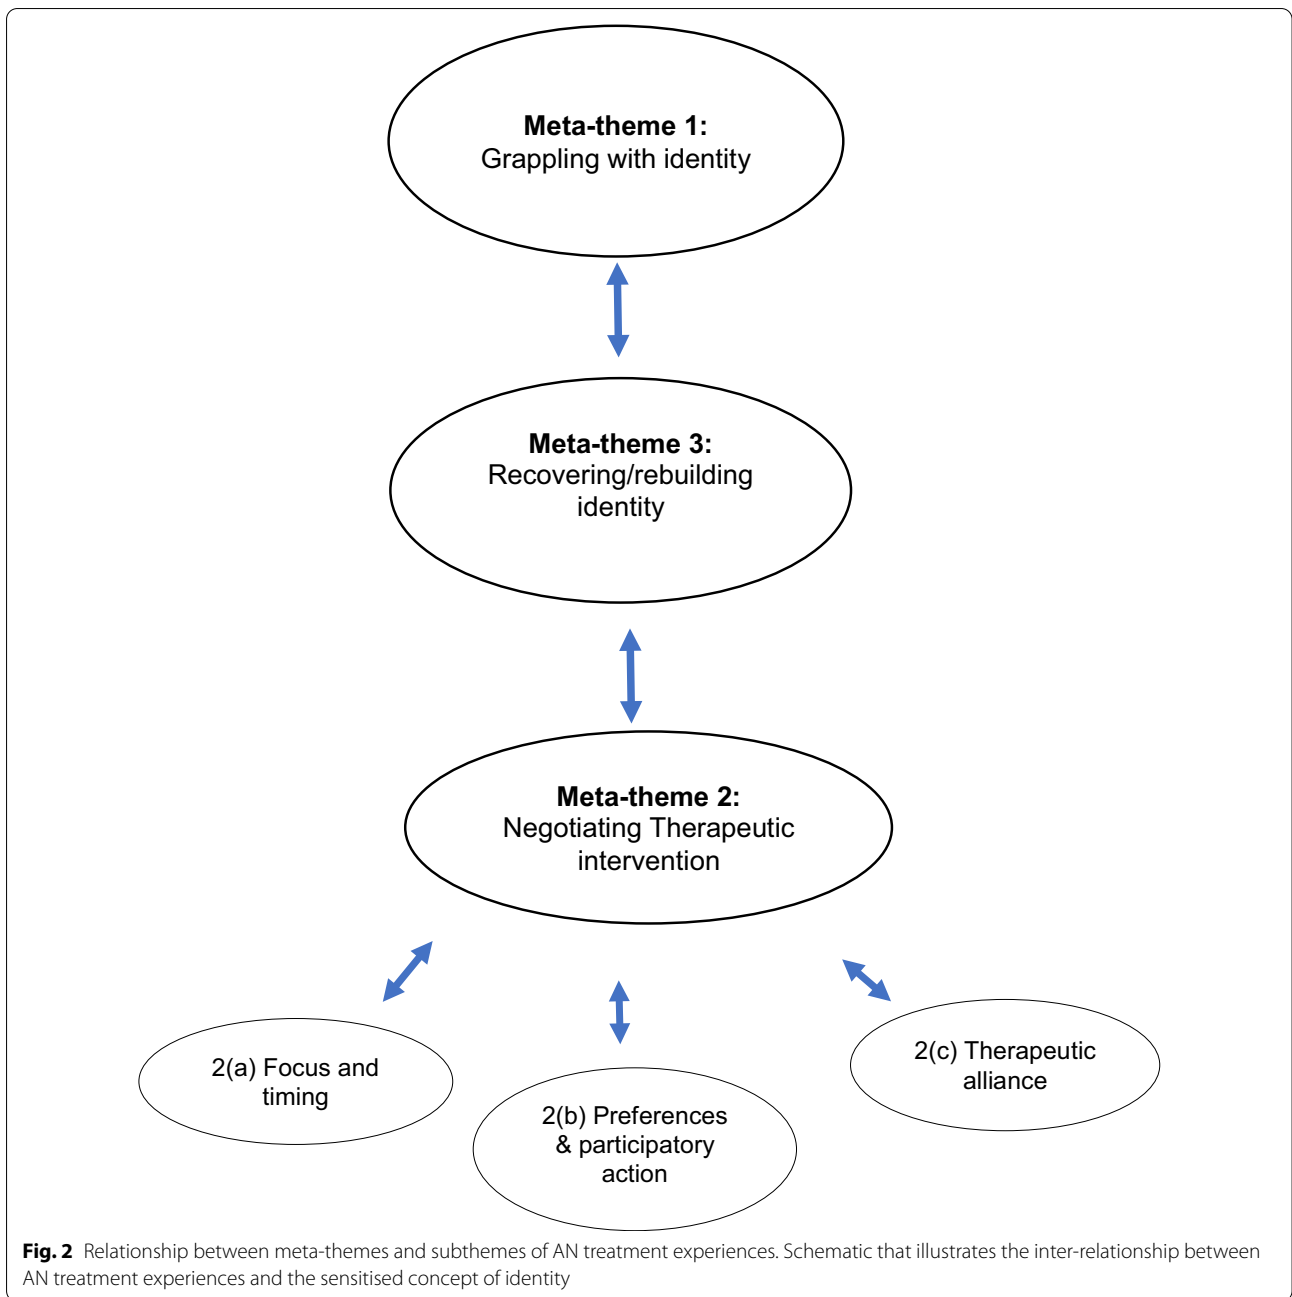 Meta-theme 1:
Grappling with identity
Meta-theme 3:
Recovering/rebuilding
identity
Meta-theme 2:
Negotiating Therapeutic
intervention
2(a) Focus and
timing
2(b) Preferences
& participatory
action
2(c) Therapeutic
alliance
Fig. 2 Relationship between meta-themes and subthemes of AN treatment experiences. Schematic that illustrates the inter-relationship between
AN treatment experiences and the sensitised concept of identity